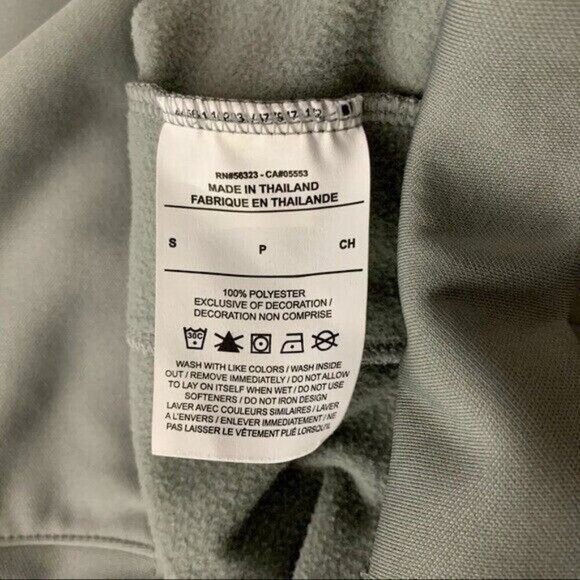 RN#56323 - CA#05553
MADE IN THAILAND
FABRIQUE EN THAILANDE
S P CH
100% POLYESTER
EXCLUSIVE OF DECORATION /
DECORATION NON COMPRISE
30C
WASH WITH LIKE COLORS / WASH INSIDE
OUT / REMOVE IMMEDIATELY / DO NOT ALLOW
TO LAY ON ITSELF WHEN WET / DO NOT USE
SOFTENERS / DO NOT IRON DESIGN
LAVER AVEC COULEURS SIMILAIRES / LAVER
A L'ENVERS / ENLEVER IMMEDIATEMENT / NE
PAS LAISSER LE VÊTEMENT PLIÉ LORSQU'IL